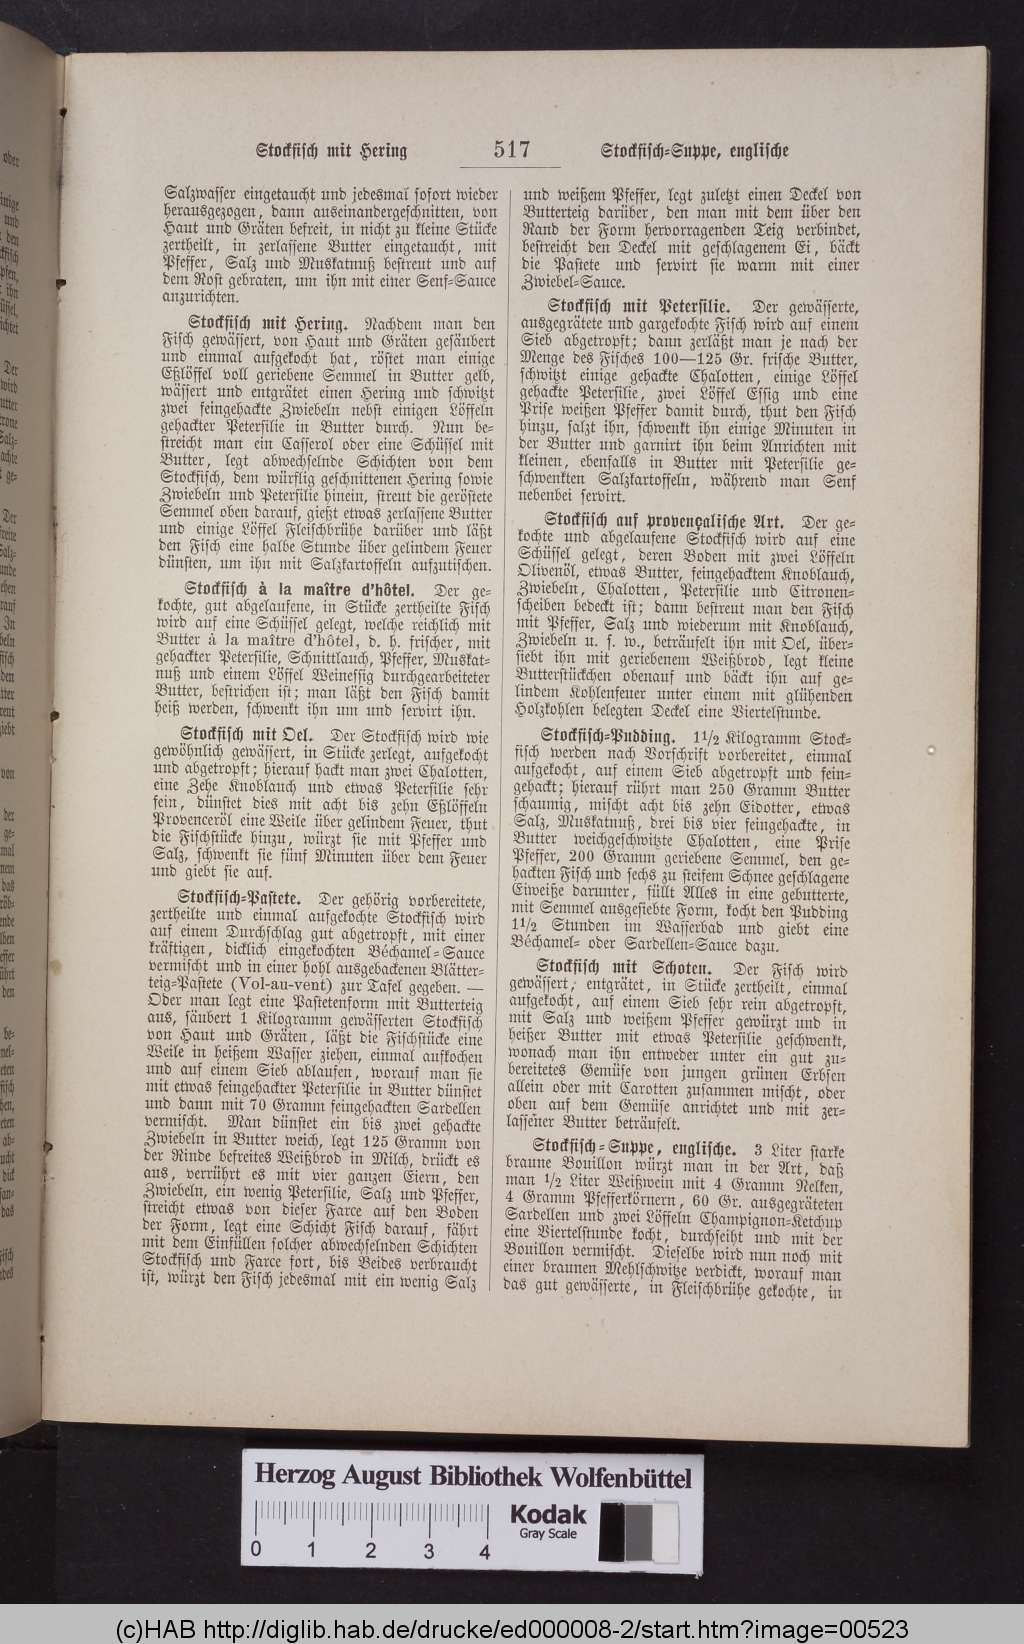 Stockfisch mit Hering 517 Stockfisch-Suppe, englische
Salzwasser eingetaucht und jedesmal sofort wieder
herausgezogen, dann auseinandergeschnitten, von
Haut und Gräten befreit, in nicht zu kleine Stücke
zertheilt, in zerlassene Butter eingetaucht, mit
Pfeffer, Salz und Muskatnuß bestreut und auf
dem Rost gebraten, um ihn mit einer Senf-Sauce
anzurichten.
Stockfisch mit Hering. Nachdem man den
Fisch gewässert, von Haut und Gräten gesäubert
und einmal aufgekocht hat, röstet man einige
Eßlöffel voll geriebene Semmel in Butter gelb,
wässert und entgrätet einen Hering und schwitzt
zwei feingehackte Zwiebeln nebst einigen Löffeln
gehackter Petersilie in Butter durch. Nun be-
streicht man ein Casserol oder eine Schüssel mit
Butter, legt abwechselnde Schichten von dem
Stockfisch, dem würflig geschnittenen Hering sowie
Zwiebeln und Petersilie hinein, streut die geröstete
Semmel oben darauf, gießt etwas zerlassene Butter
und einige Löffel Fleischbrühe darüber und läßt
den Fisch eine halbe Stunde über gelindem Feuer
dünsten, um ihn mit Salzkartoffeln aufzutischen.
Stockfisch à la maître d'hôtel. Der ge-
kochte, gut abgelaufene, in Stücke zertheilte Fisch
wird auf eine Schüssel gelegt, welche reichlich mit
Butter à la maître d'hôtel, d. h. frischer, mit
gehackter Petersilie, Schnittlauch, Pfeffer, Muskat-
nuß und einem Löffel Weinessig durchgearbeiteter
Butter, bestrichen ist; man läßt den Fisch damit
heiß werden, schwenkt ihn um und servirt ihn.
Stockfisch mit Oel. Der Stockfisch wird wie
gewöhnlich gewässert, in Stücke zerlegt, aufgekocht
und abgetropft; hierauf hackt man zwei Chalotten,
eine Zehe Knoblauch und etwas Petersilie sehr
fein, dünstet dies mit acht bis zehn Eßlöffeln
Provenceröl eine Weile über gelindem Feuer, thut
die Fischstücke hinzu, würzt sie mit Pfeffer und
Salz, schwenkt sie fünf Minuten über dem Feuer
und giebt sie auf.
Stockfisch-Pastete. Der gehörig vorbereitete,
zertheilte und einmal aufgekochte Stockfisch wird
auf einem Durchschlag gut abgetropft, mit einer
kräftigen, dicklich eingekochten Béchamel-Sauce
vermischt und in einer hohl ausgebackenen Blätter-
teig-Pastete (Vol-au-vent) zur Tafel gegeben. —
Oder man legt eine Pastetenform mit Butterteig
aus, säubert 1 Kilogramm gewässerten Stockfisch
von Haut und Gräten, läßt die Fischstücke eine
Weile in heißem Wasser ziehen, einmal aufkochen
und auf einem Sieb ablaufen, worauf man sie
mit etwas feingehackter Petersilie in Butter dünstet
und dann mit 70 Gramm feingehackten Sardellen
vermischt. Man dünstet ein bis zwei gehackte
Zwiebeln in Butter weich, legt 125 Gramm von
der Rinde befreites Weißbrod in Milch, drückt es
aus, verrührt es mit vier ganzen Eiern, den
Zwiebeln, ein wenig Petersilie, Salz und Pfeffer,
streicht etwas von dieser Farce auf den Boden
der Form, legt eine Schicht Fisch darauf, fährt
mit dem Einfüllen solcher abwechselnden Schichten
Stockfisch und Farce fort, bis Beides verbraucht
ist, würzt den Fisch jedesmal mit ein wenig Salz
und weißem Pfeffer, legt zuletzt einen Deckel von
Butterteig darüber, den man mit dem über den
Rand der Form hervorragenden Teig verbindet,
bestreicht den Deckel mit geschlagenem Ei, bäckt
die Pastete und servirt sie warm mit einer
Zwiebel-Sauce.
Stockfisch mit Petersilie. Der gewässerte,
ausgegrätete und gargekochte Fisch wird auf einem
Sieb abgetropft; dann zerläßt man je nach der
Menge des Fisches 100—125 Gr. frische Butter,
schwitzt einige gehackte Chalotten, einige Löffel
gehackte Petersilie, zwei Löffel Essig und eine
Prise weißen Pfeffer damit durch, thut den Fisch
hinzu, salzt ihn, schwenkt ihn einige Minuten in
der Butter und garnirt ihn beim Anrichten mit
kleinen, ebenfalls in Butter mit Petersilie ge-
schwenkten Salzkartoffeln, während man Senf
nebenbei servirt.
Stockfisch auf provençalische Art. Der ge-
kochte und abgelaufene Stockfisch wird auf eine
Schüssel gelegt, deren Boden mit zwei Löffeln
Olivenöl, etwas Butter, feingehacktem Knoblauch,
Zwiebeln, Chalotten, Petersilie und Citronen-
scheiben bedeckt ist; dann bestreut man den Fisch
mit Pfeffer, Salz und wiederum mit Knoblauch,
Zwiebeln u. s. w., beträufelt ihn mit Oel, über-
siebt ihn mit geriebenem Weißbrod, legt kleine
Butterstückchen obenauf und bäckt ihn auf ge-
lindem Kohlenfeuer unter einem mit glühenden
Holzkohlen belegten Deckel eine Viertelstunde.
Stockfisch-Pudding. 1 1/2 Kilogramm Stock-
fisch werden nach Vorschrift vorbereitet, einmal
aufgekocht, auf einem Sieb abgetropft und fein-
gehackt; hierauf rührt man 250 Gramm Butter
schaumig, mischt acht bis zehn Eidotter, etwas
Salz, Muskatnuß, drei bis vier feingehackte, in
Butter weichgeschwitzte Chalotten, eine Prise
Pfeffer, 200 Gramm geriebene Semmel, den ge-
hackten Fisch und sechs zu steifem Schnee geschlagene
Eiweiße darunter, füllt Alles in eine gebutterte,
mit Semmel ausgesiebte Form, kocht den Pudding
1 1/2 Stunden im Wasserbad und giebt eine
Béchamel- oder Sardellen-Sauce dazu.
Stockfisch mit Schoten. Der Fisch wird
gewässert, entgrätet, in Stücke zertheilt, einmal
aufgekocht, auf einem Sieb sehr rein abgetropft,
mit Salz und weißem Pfeffer gewürzt und in
heißer Butter mit etwas Petersilie geschwenkt,
wonach man ihn entweder unter ein gut zu-
bereitetes Gemüse von jungen grünen Erbsen
allein oder mit Carotten zusammen mischt, oder
oben auf dem Gemüse anrichtet und mit zer-
lassener Butter beträufelt.
Stockfisch-Suppe, englische. 3 Liter starke
braune Bouillon würzt man in der Art, daß
man 1/2 Liter Weißwein mit 4 Gramm Nelken,
4 Gramm Pfefferkörnern, 60 Gr. ausgegräteten
Sardellen und zwei Löffeln Champignon-Ketchup
eine Viertelstunde kocht, durchseiht und mit der
Bouillon vermischt. Dieselbe wird nun noch mit
einer braunen Mehlschwitze verdickt, worauf man
das gut gewässerte, in Fleischbrühe gekochte, in
Herzog August Bibliothek Wolfenbüttel
Kodak
Gray Scale
0 1 2 3 4
(c)HAB http://diglib.hab.de/drucke/ed000008-2/start.htm?image=00523